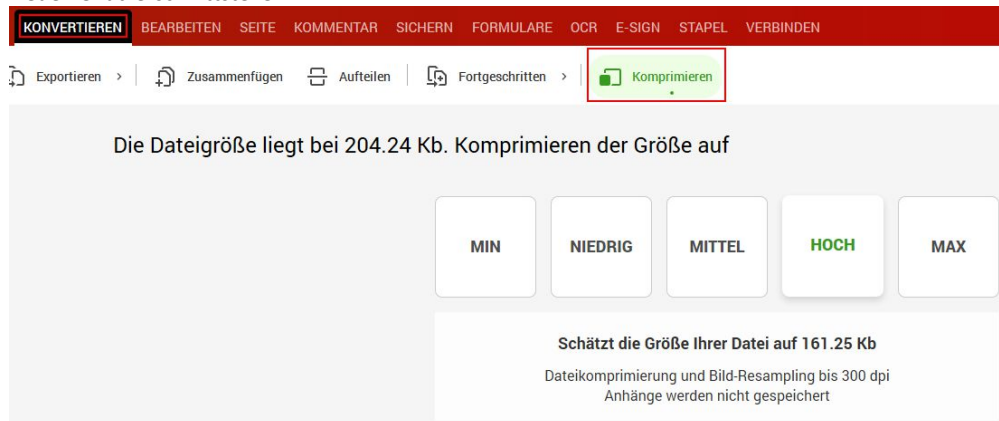 KONVERTIEREN BEARBEITEN SEITE KOMMENTAR SICHERN FORMULARE OCR E-SIGN STAPEL VERBINDEN
Exportieren > Zusammenfügen Aufteilen Fortgeschritten > Komprimieren
Die Dateigröße liegt bei 204.24 Kb. Komprimieren der Größe auf
MIN NIEDRIG MITTEL HOCH MAX
Schätzt die Größe Ihrer Datei auf 161.25 Kb
Dateikomprimierung und Bild-Resampling bis 300 dpi
Anhänge werden nicht gespeichert